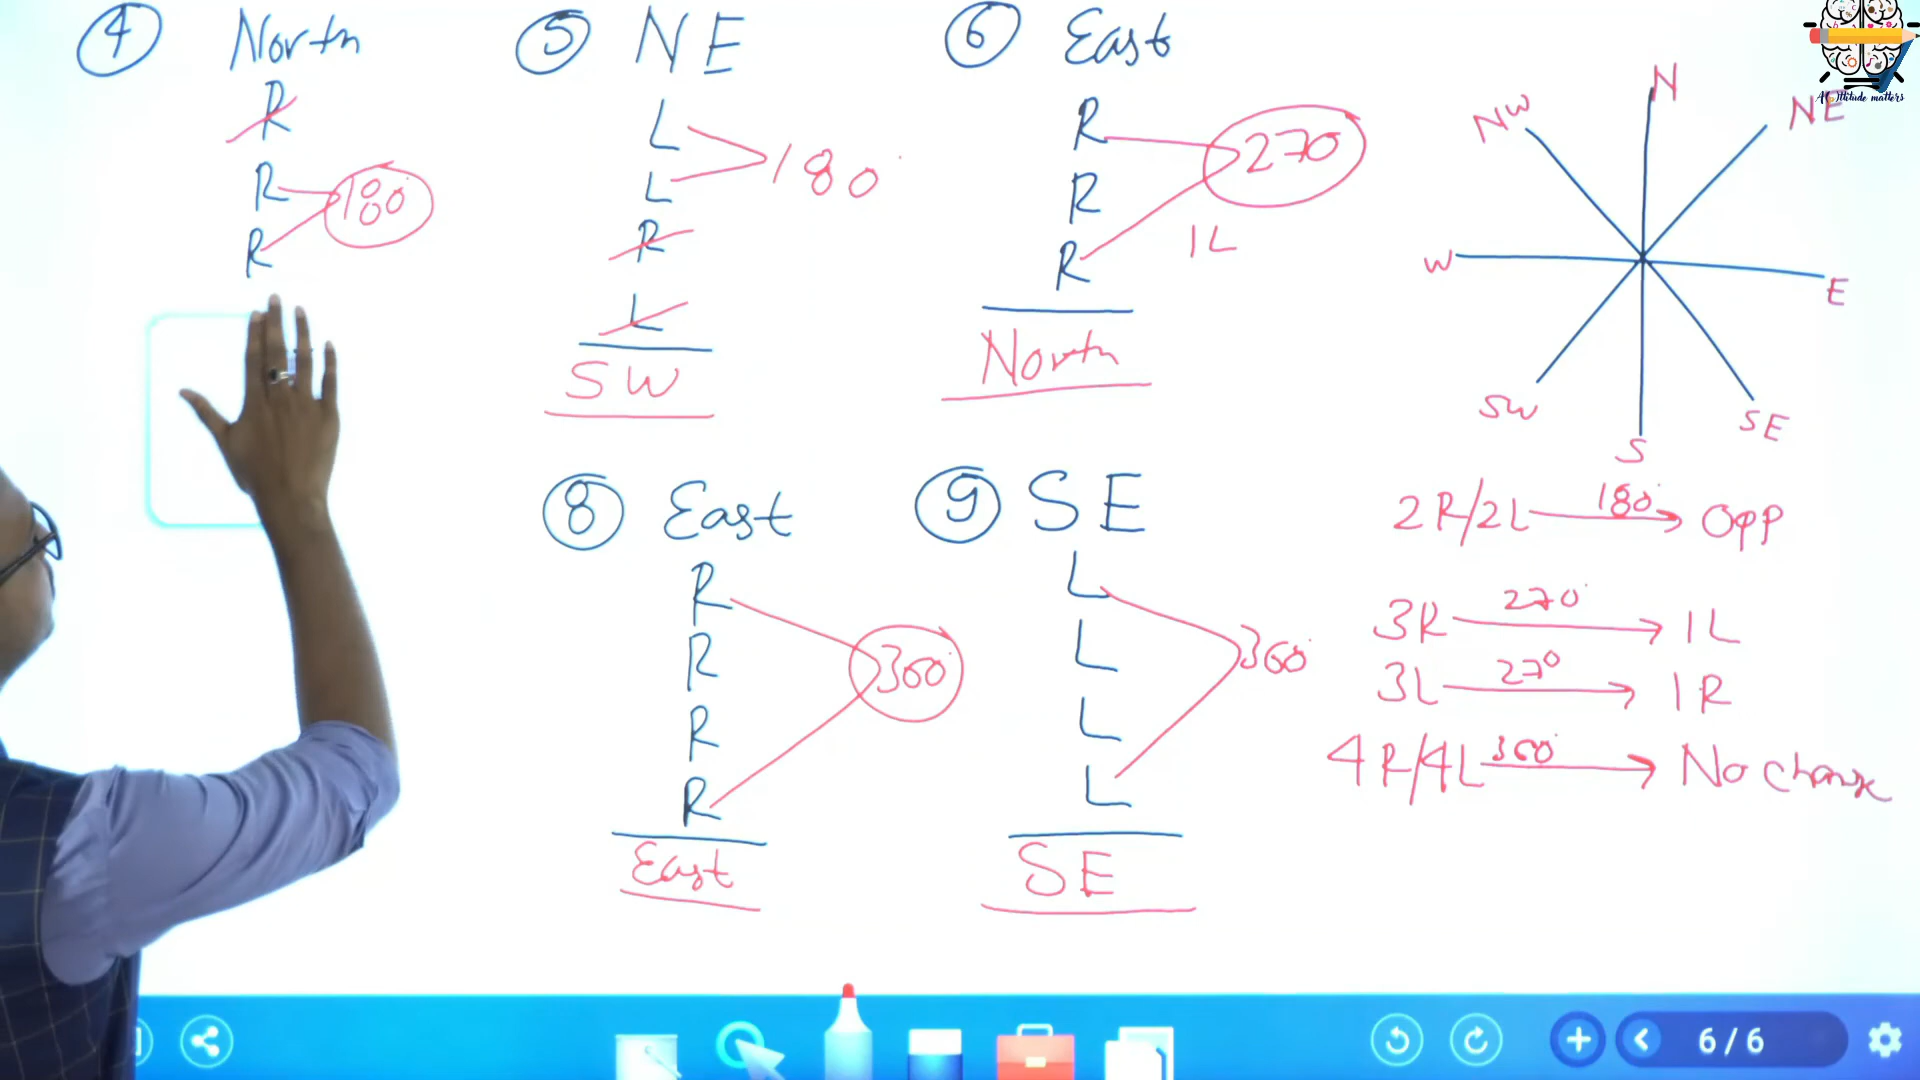 4 North
R
R
R
180°
5 NE
L
L
R
L
180°
SW
6 East
R
R
R
270°
1L
North
8 East
R
R
R
R
360°
East
9 SE
L
L
L
L
360°
SE
N
NE
E
SE
S
SW
W
NW
2R/2L 180° Opp
3R 270° 1L
3L 270 1R
4R/4L 360° No change
matters
6 / 6